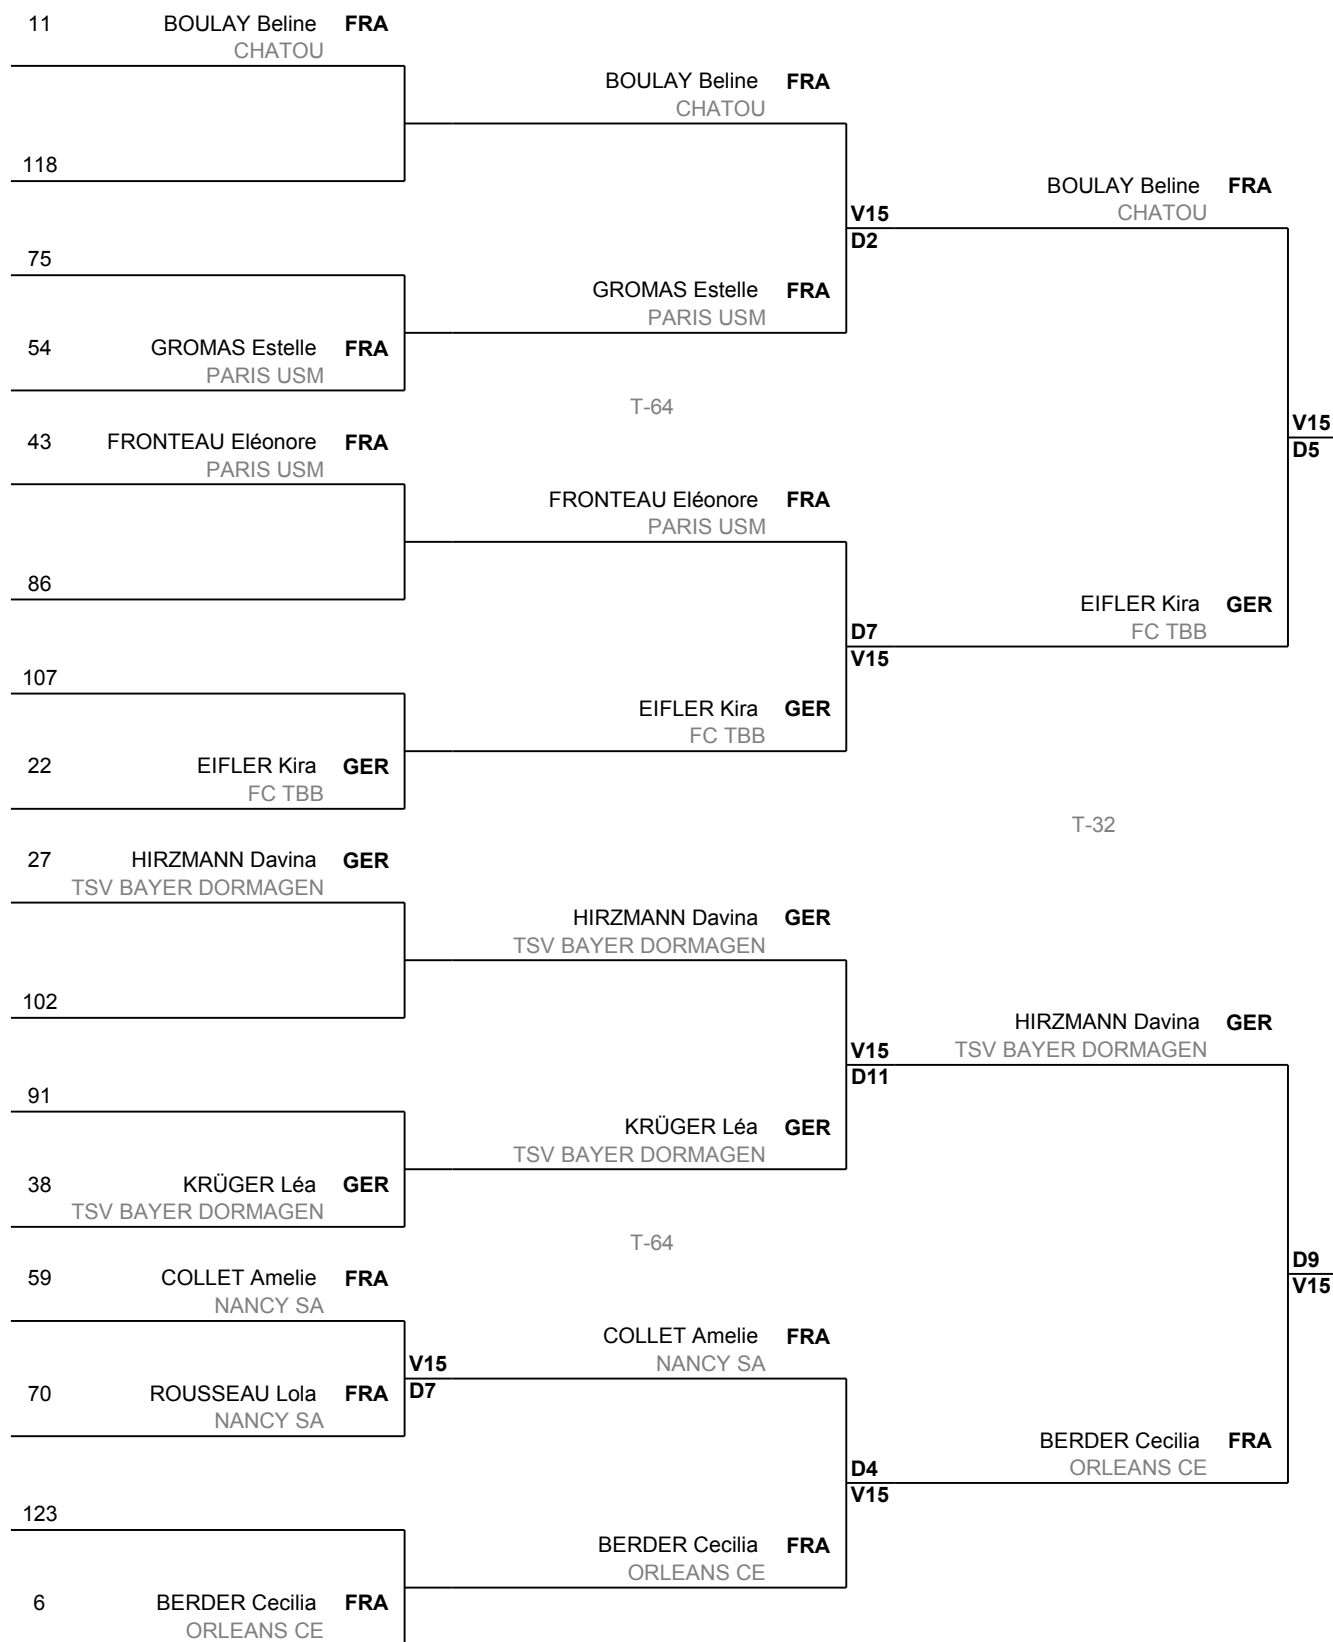 11 BOULAY Beline FRA
CHATOU
BOULAY Beline FRA
CHATOU
118
BOULAY Beline FRA
CHATOU
V15
D2
75
GROMAS Estelle FRA
PARIS USM
54 GROMAS Estelle FRA
PARIS USM
T-64
V15
D5
43 FRONTEAU Eléonore FRA
PARIS USM
FRONTEAU Eléonore FRA
PARIS USM
86
EIFLER Kira GER
FC TBB
D7
V15
107
EIFLER Kira GER
FC TBB
22 EIFLER Kira GER
FC TBB
T-32
27 HIRZMANN Davina GER
TSV BAYER DORMAGEN
HIRZMANN Davina GER
TSV BAYER DORMAGEN
102
HIRZMANN Davina GER
TSV BAYER DORMAGEN
V15
D11
91
KRÜGER Léa GER
TSV BAYER DORMAGEN
38 KRÜGER Léa GER
TSV BAYER DORMAGEN
T-64
D9
V15
59 COLLET Amelie FRA
NANCY SA
COLLET Amelie FRA
NANCY SA
V15
D7
70 ROUSSEAU Lola FRA
NANCY SA
BERDER Cecilia FRA
ORLEANS CE
D4
V15
123
BERDER Cecilia FRA
ORLEANS CE
6 BERDER Cecilia FRA
ORLEANS CE